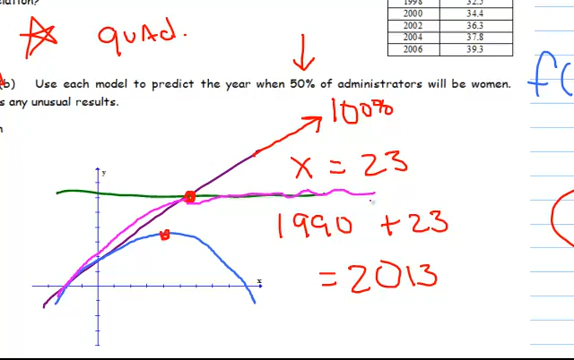 1998 32.5
2000 34.4
2002 36.3
2004 37.8
2006 39.3
quad.
b) Use each model to predict the year when 50% of administrators will be women.
s any unusual results.
100%
x = 23
1990 + 23
= 2013
f(
y
x